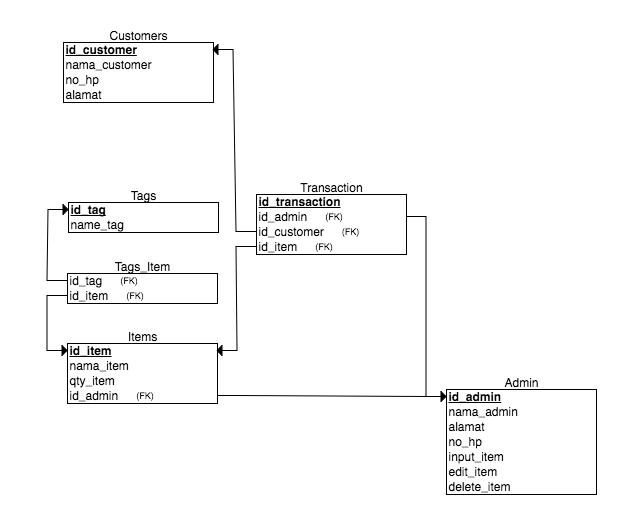 Customers
id_customer
nama_customer
no_hp
alamat
Tags
id_tag
name_tag
Transaction
id_transaction
id_admin (FK)
id_customer (FK)
id_item (FK)
Tags_Item
id_tag (FK)
id_item (FK)
Items
id_item
nama_item
qty_item
id_admin (FK)
Admin
id_admin
nama_admin
alamat
no_hp
input_item
edit_item
delete_item